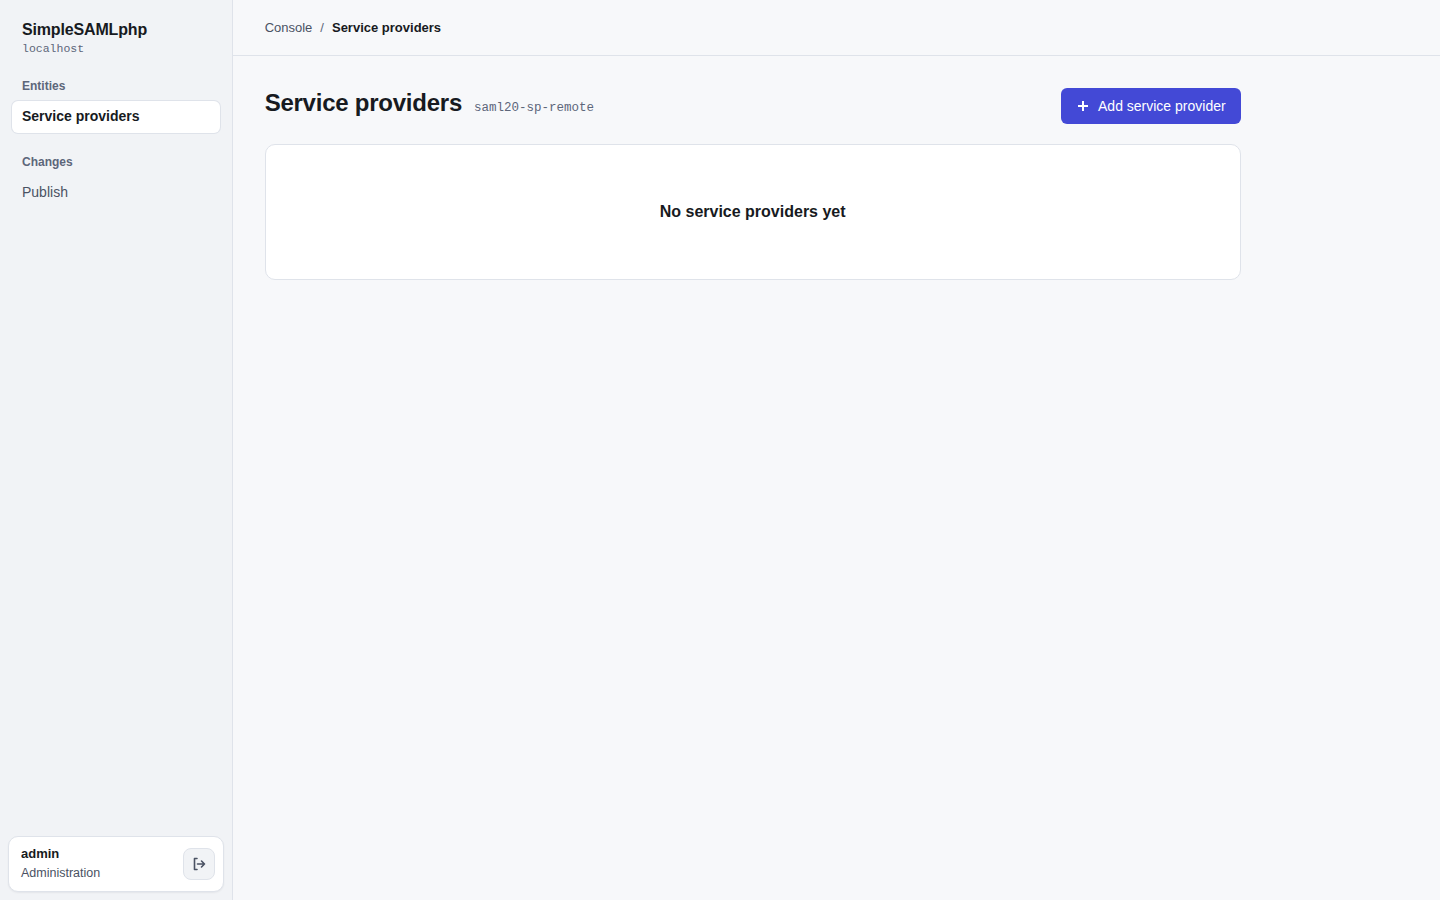 SimpleSAMLphp
localhost
Entities
Service providers
Changes
Publish
admin
Administration
Console / Service providers
Service providers saml20-sp-remote
Add service provider
No service providers yet